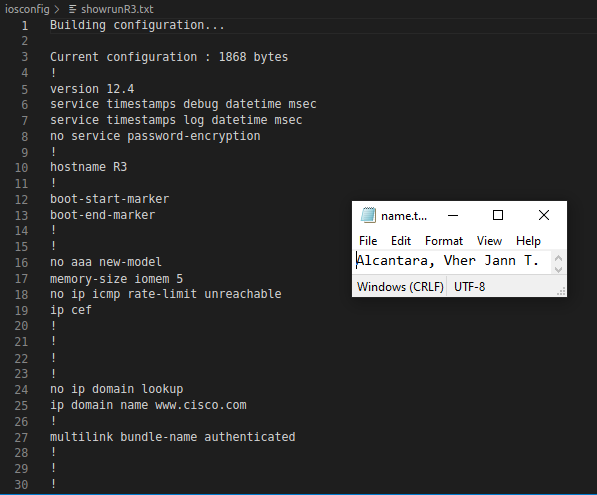 iosconfig > showrunR3.txt
1 Building configuration...
2
3 Current configuration : 1868 bytes
4 !
5 version 12.4
6 service timestamps debug datetime msec
7 service timestamps log datetime msec
8 no service password-encryption
9 !
10 hostname R3
11 !
12 boot-start-marker
13 boot-end-marker
14 !
15 !
16 no aaa new-model
17 memory-size iomem 5
18 no ip icmp rate-limit unreachable
19 ip cef
20 !
21 !
22 !
23 !
24 no ip domain lookup
25 ip domain name www.cisco.com
26 !
27 multilink bundle-name authenticated
28 !
29 !
30 !
name.t...
File Edit Format View Help
Alcantara, Vher Jann T.
Windows (CRLF) UTF-8